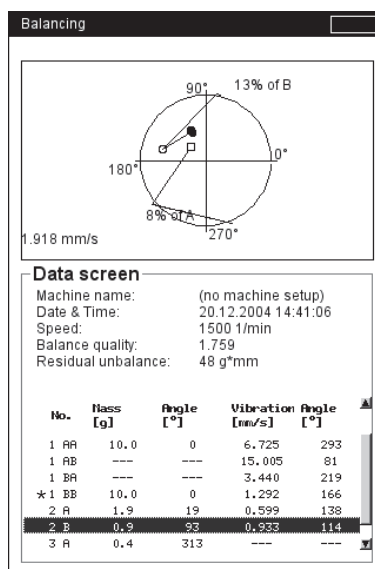 Balancing
90°
13% of B
0°
180°
8% of A
270°
1.918 mm/s
Data screen
Machine name: (no machine setup)
Date & Time: 20.12.2004 14:41:06
Speed: 1500 1/min
Balance quality: 1.759
Residual unbalance: 48 g*mm
No. Mass Angle Vibration Angle
[g] [°] [mm/s] [°]
1 AA 10.0 0 6.725 293
1 AB --- --- 15.005 81
1 BA --- --- 3.440 219
*1 BB 10.0 0 1.292 166
2 A 1.9 19 0.599 138
2 B 0.9 93 0.933 114
3 A 0.4 313 --- ---